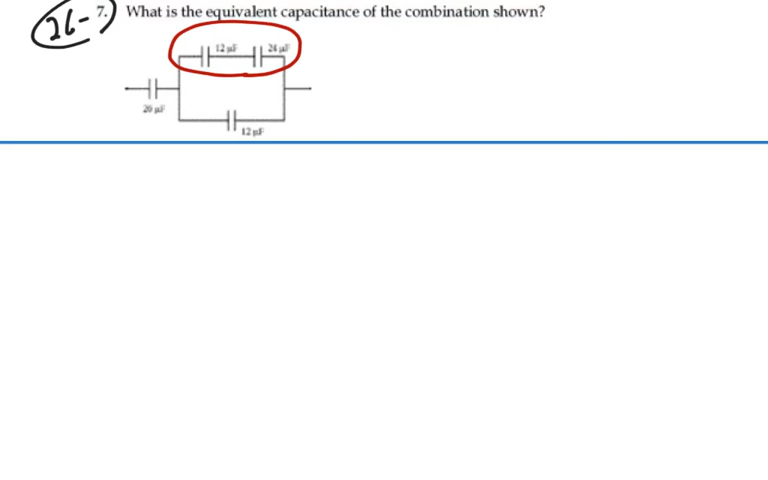 26-7.) What is the equivalent capacitance of the combination shown?
12 µF 24 µF
20 µF
12 µF